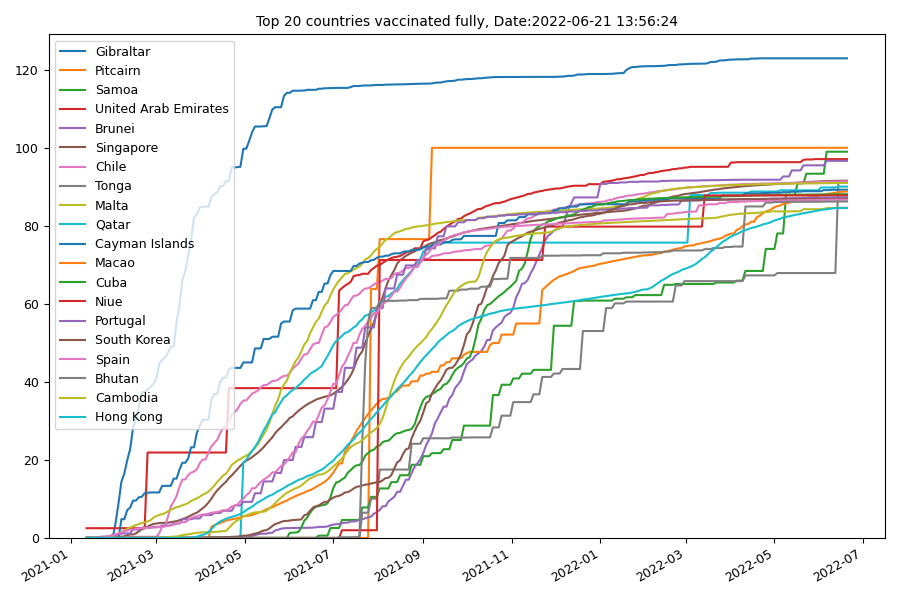 Top 20 countries vaccinated fully, Date:2022-06-21 13:56:24
120
100
80
60
40
20
0
Gibraltar
Pitcairn
Samoa
United Arab Emirates
Brunei
Singapore
Chile
Tonga
Malta
Qatar
Cayman Islands
Macao
Cuba
Niue
Portugal
South Korea
Spain
Bhutan
Cambodia
Hong Kong
2021-01
2021-03
2021-05
2021-07
2021-09
2021-11
2022-01
2022-03
2022-05
2022-07